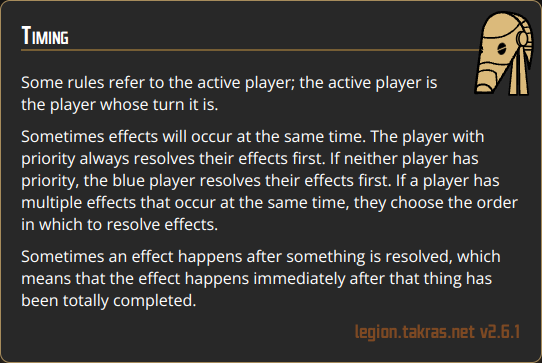 Timing
Some rules refer to the active player; the active player is
the player whose turn it is.
Sometimes effects will occur at the same time. The player with
priority always resolves their effects first. If neither player has
priority, the blue player resolves their effects first. If a player has
multiple effects that occur at the same time, they choose the order
in which to resolve effects.
Sometimes an effect happens after something is resolved, which
means that the effect happens immediately after that thing has
been totally completed.
legion.takras.net v2.6.1